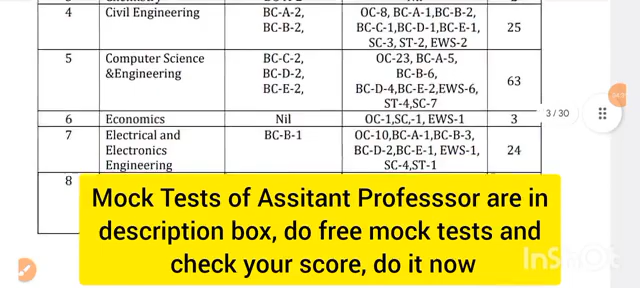 4 Civil Engineering BC-A-2, OC-8, BC-A-1,BC-B-2, 25
BC-B-2, BC-C-1,BC-D-1,BC-E-1,
SC-3, ST-2, EWS-2
5 Computer Science BC-C-2, OC-23, BC-A-5, 63
&Engineering BC-D-2, BC-B-6,
BC-E-2, BC-D-4,BC-E-2,EWS-6,
ST-4,SC-7
6 Economics Nil OC-1,SC,-1, EWS-1 3
3 / 30
7 Electrical and BC-B-1 OC-10,BC-A-1,BC-B-3, 24
Electronics BC-D-2,BC-E-1, EWS-1,
Engineering SC-4,ST-1
8
Mock Tests of Assitant Professsor are in
description box, do free mock tests and
check your score, do it now
InShOt